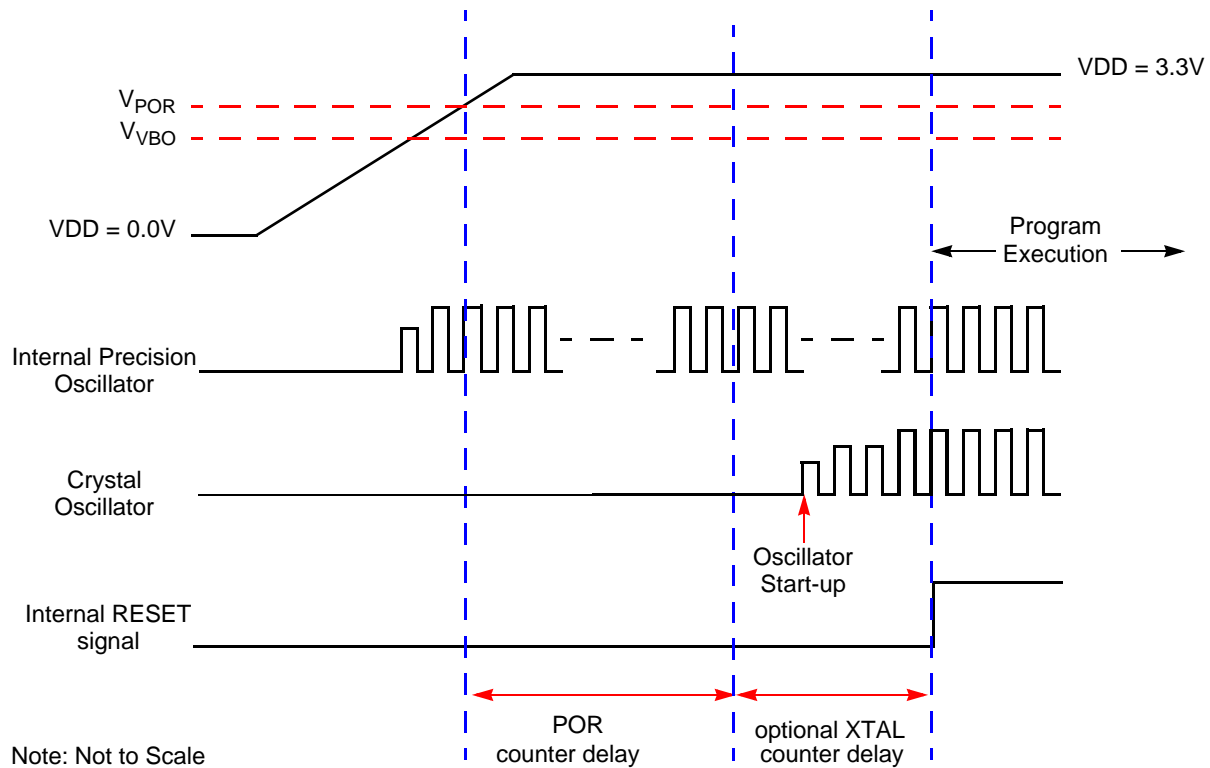 VDD = 3.3V
VPOR
VVBO
VDD = 0.0V
Program
Execution
Internal Precision
Oscillator
Crystal
Oscillator
Oscillator
Start-up
Internal RESET
signal
POR
counter delay
optional XTAL
counter delay
Note: Not to Scale